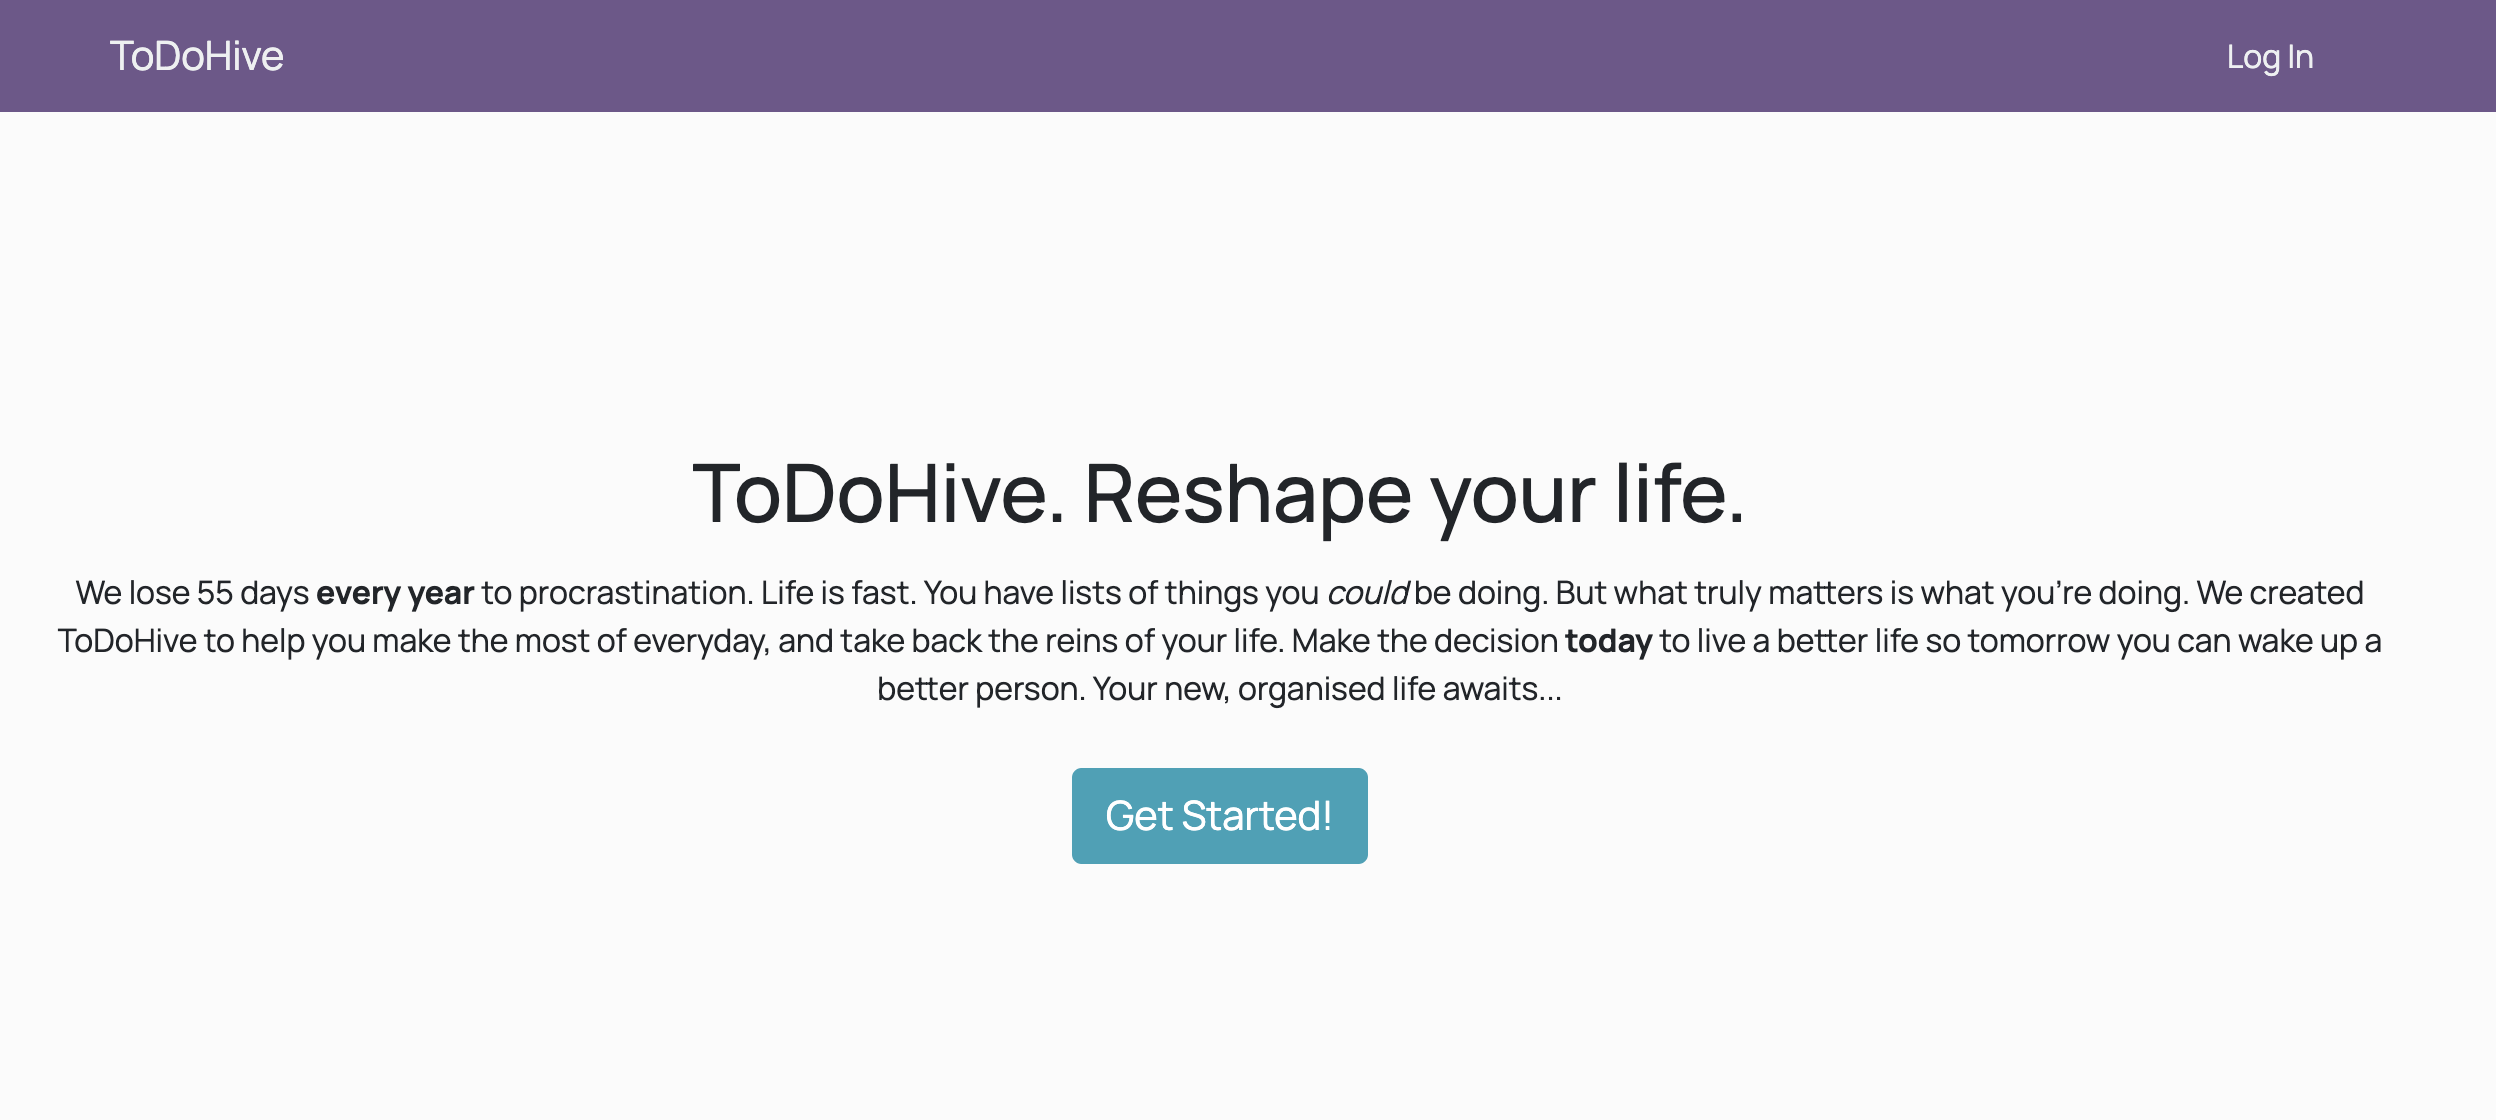 ToDoHive
Log In
ToDoHive. Reshape your life.
We lose 55 days every year to procrastination. Life is fast. You have lists of things you could be doing. But what truly matters is what you're doing. We created
ToDoHive to help you make the most of everyday, and take back the reins of your life. Make the decision today to live a better life so tomorrow you can wake up a
better person. Your new, organised life awaits...
Get Started!